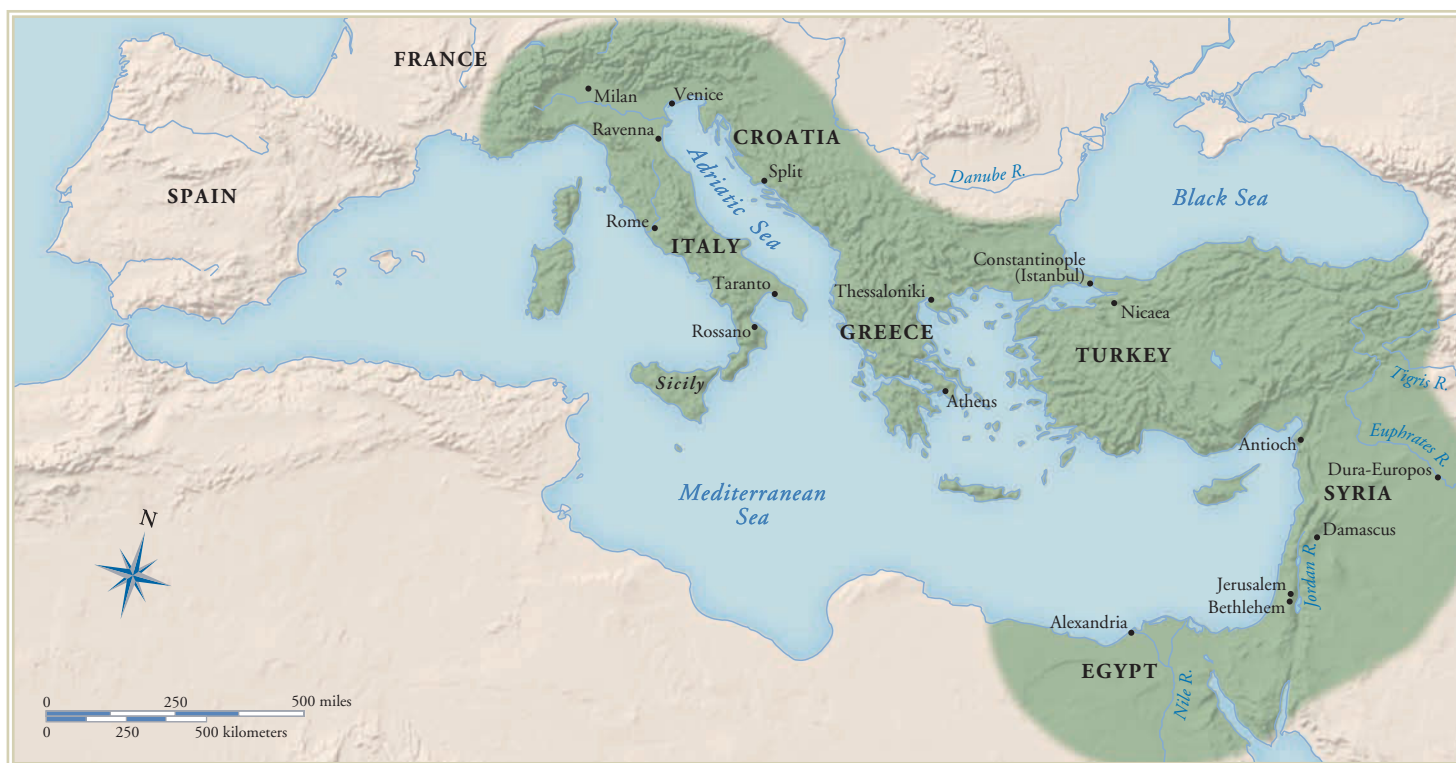 FRANCE
Milan
Venice
Ravenna
CROATIA
Adriatic Sea
Split
Danube R.
SPAIN
Black Sea
Rome
ITALY
Constantinople
(Istanbul)
Taranto
Thessaloniki
Nicaea
Rossano
GREECE
TURKEY
Sicily
Tigris R.
Athens
Euphrates R.
Antioch
Dura-Europos
Mediterranean
Sea
SYRIA
N
Damascus
Jordan R.
Jerusalem
Bethlehem
Alexandria
EGYPT
Nile R.
0 250 500 miles
0 250 500 kilometers